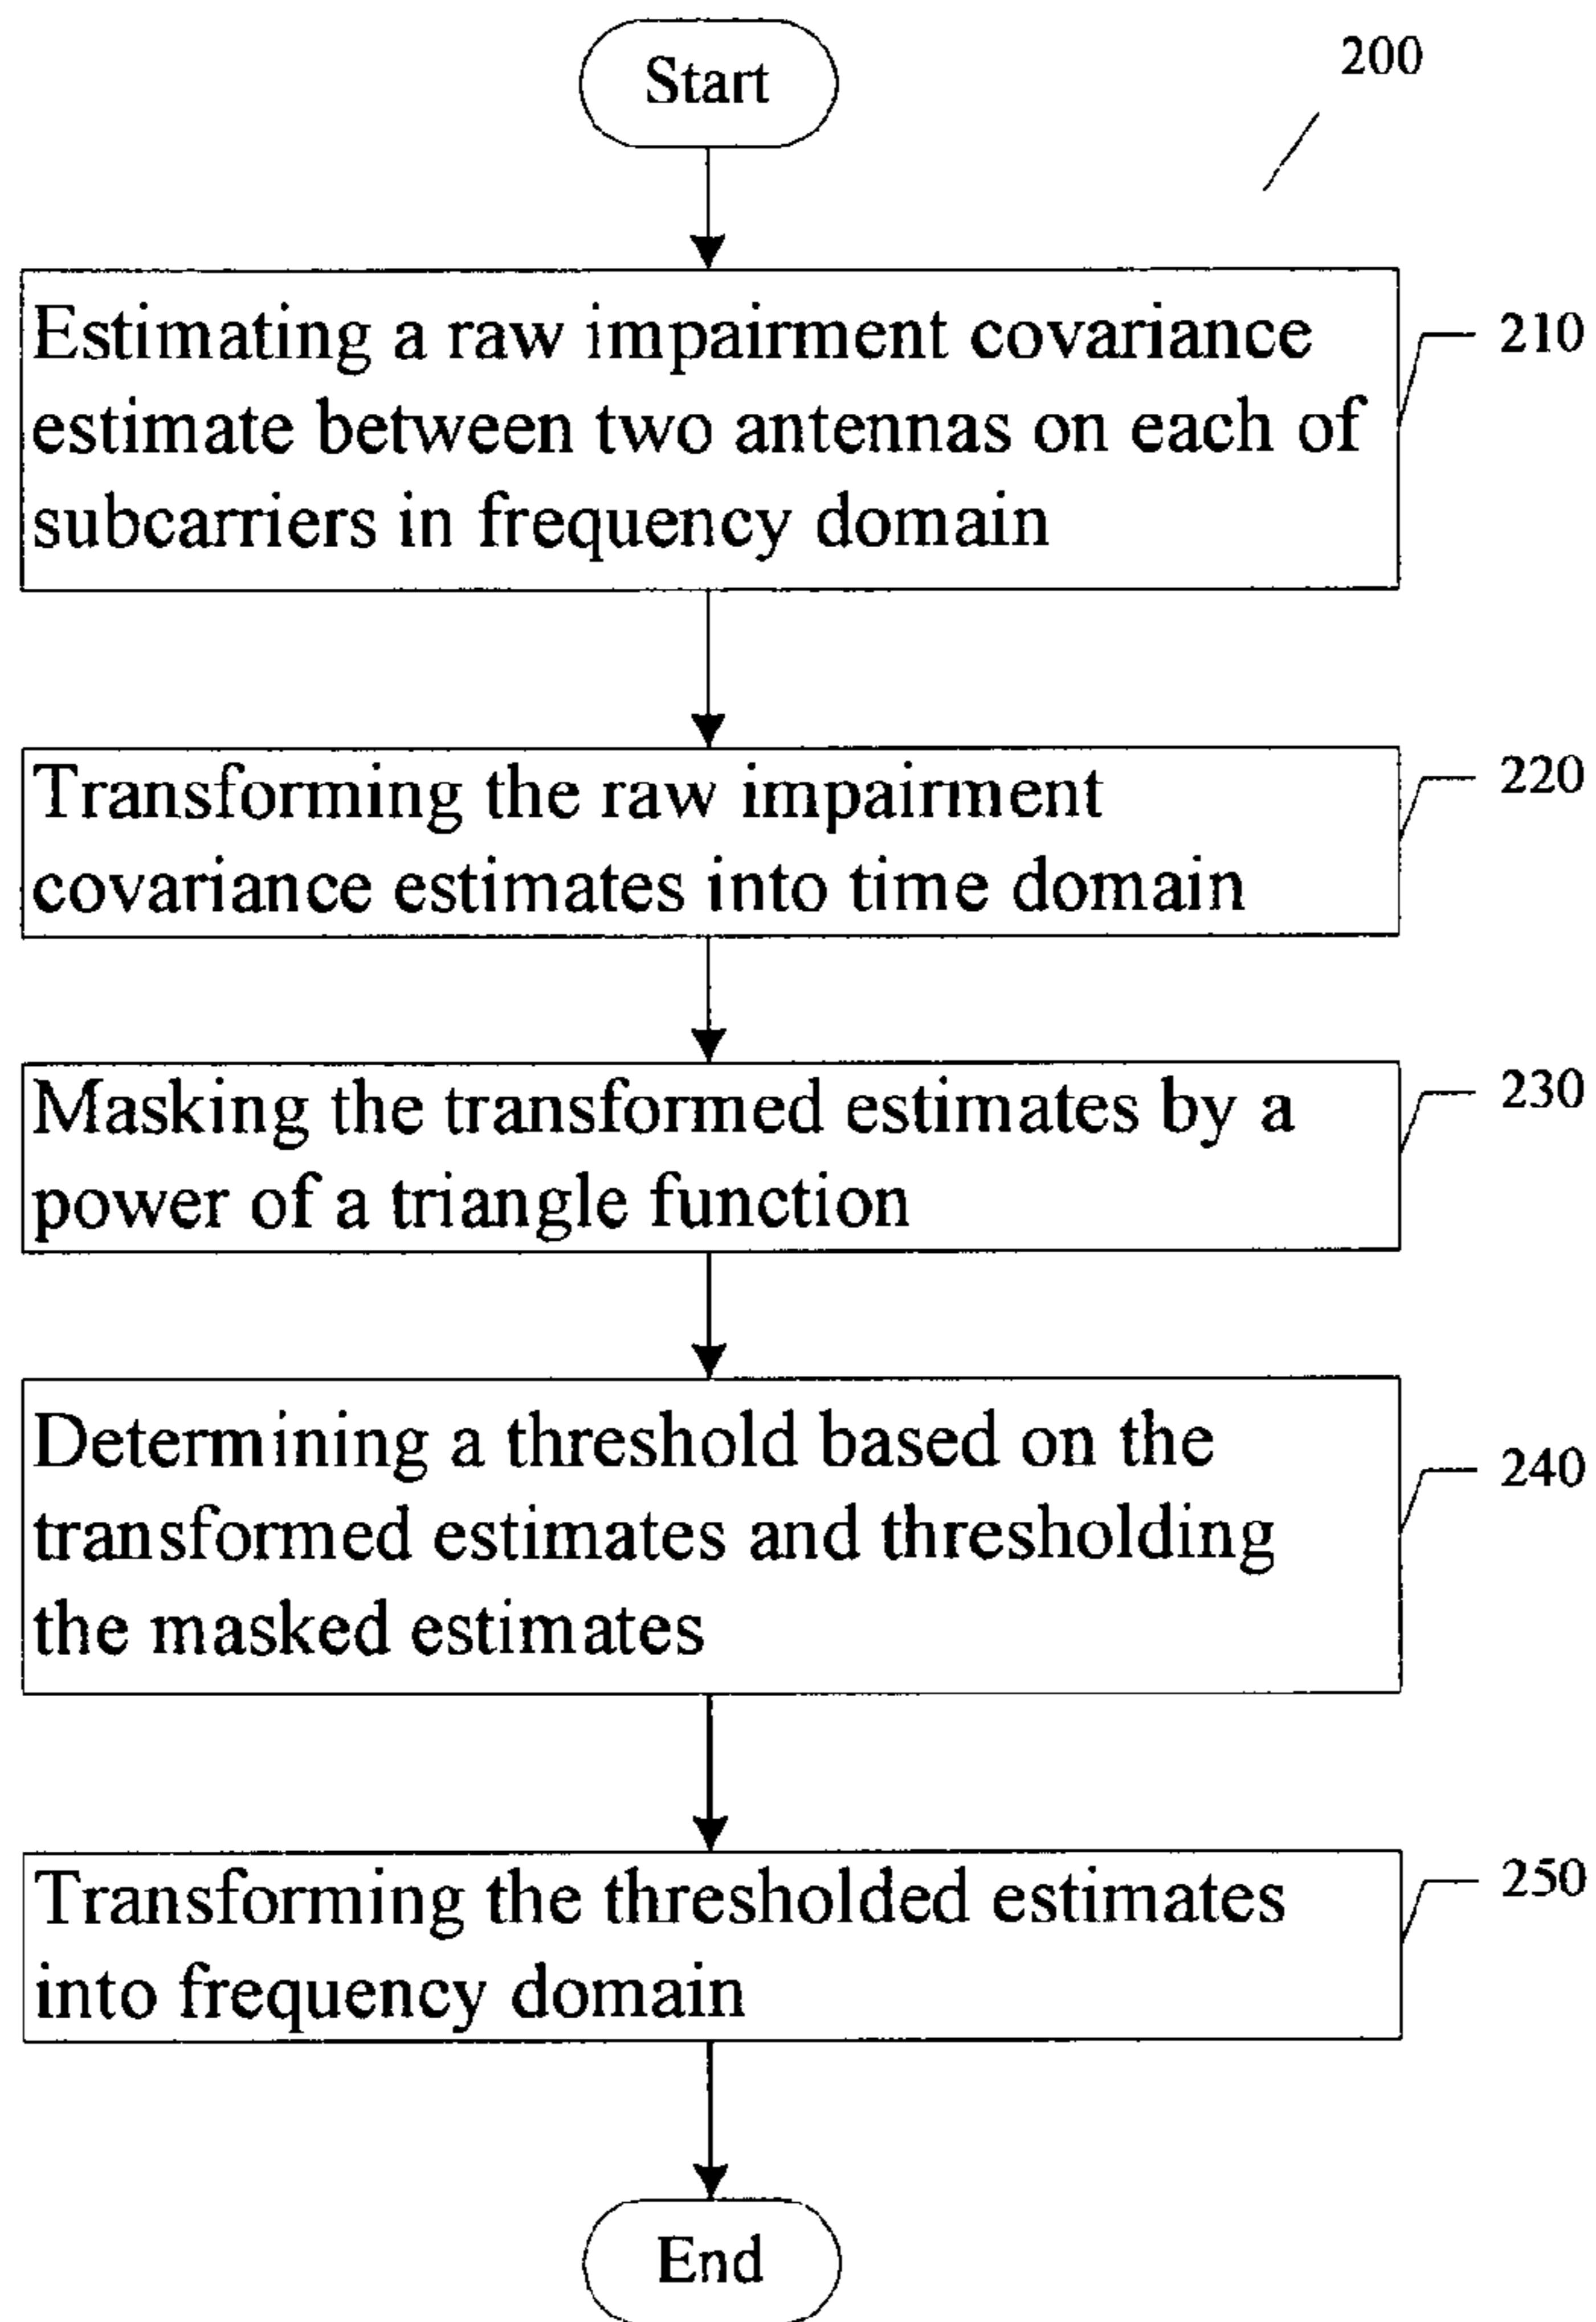 Start
200
Estimating a raw impairment covariance
estimate between two antennas on each of
subcarriers in frequency domain
210
Transforming the raw impairment
covariance estimates into time domain
220
Masking the transformed estimates by a
power of a triangle function
230
Determining a threshold based on the
transformed estimates and thresholding
the masked estimates
240
Transforming the thresholded estimates
into frequency domain
250
End